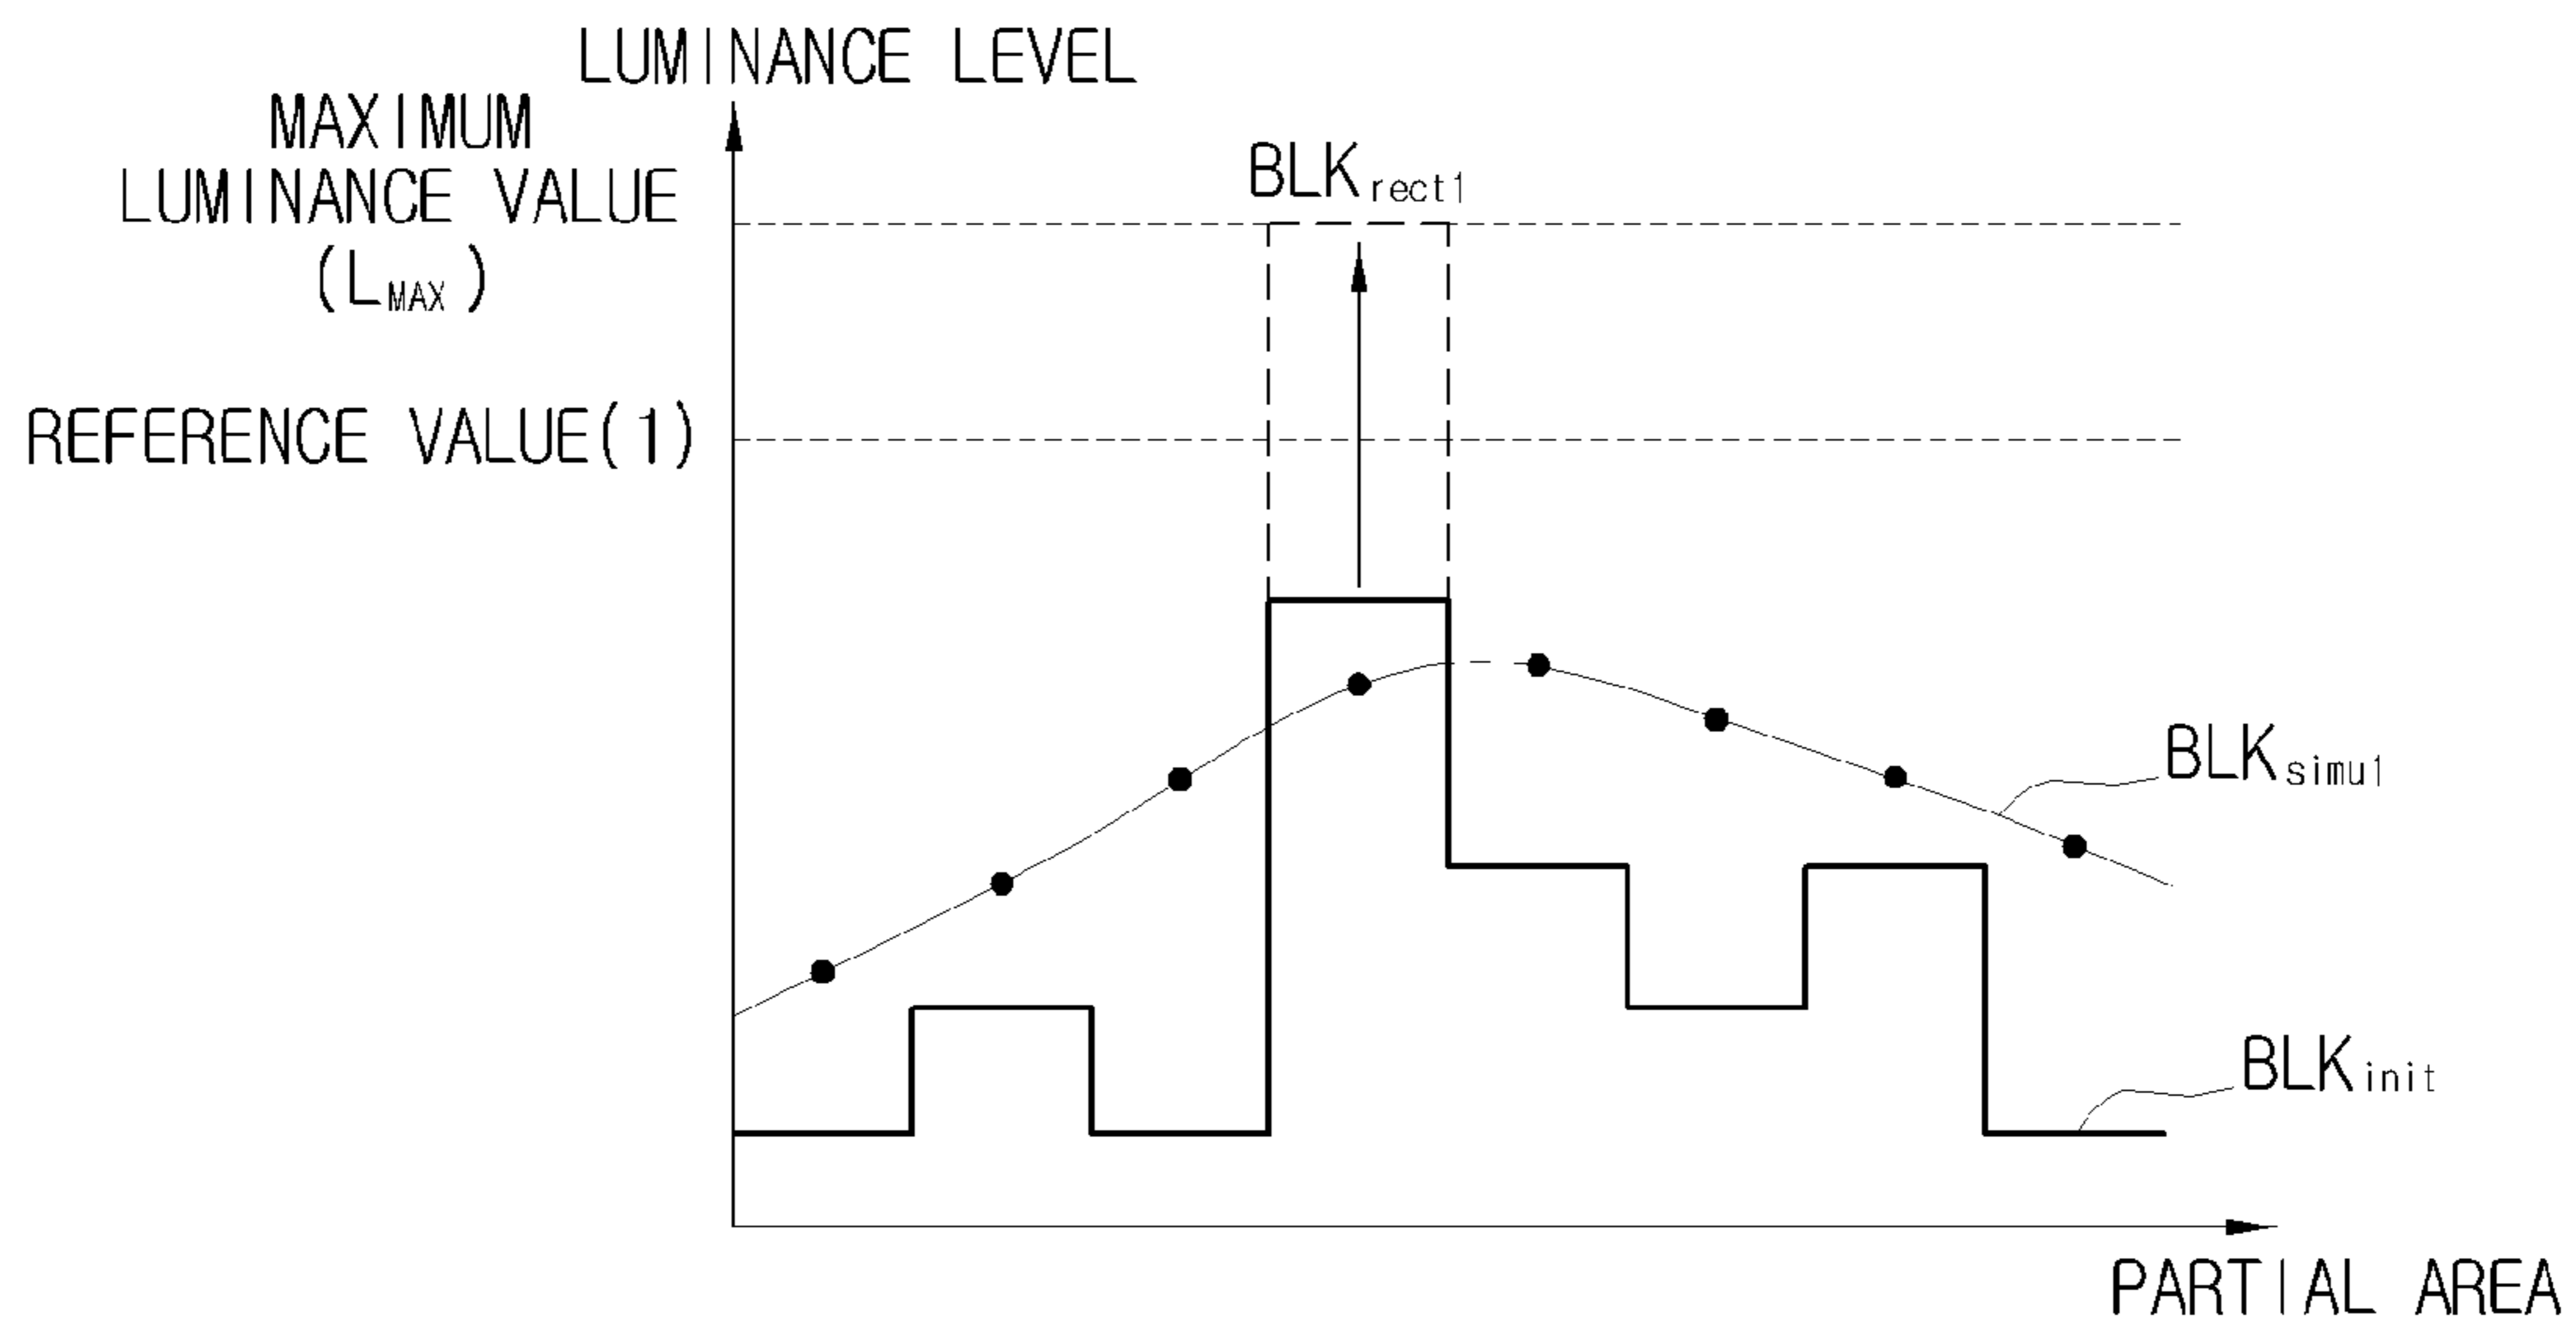 LUMINANCE LEVEL
MAXIMUM
LUMINANCE VALUE
(LMAX)
BLKrect1
REFERENCE VALUE(1)
BLKsimu1
BLKinit
PARTIAL AREA